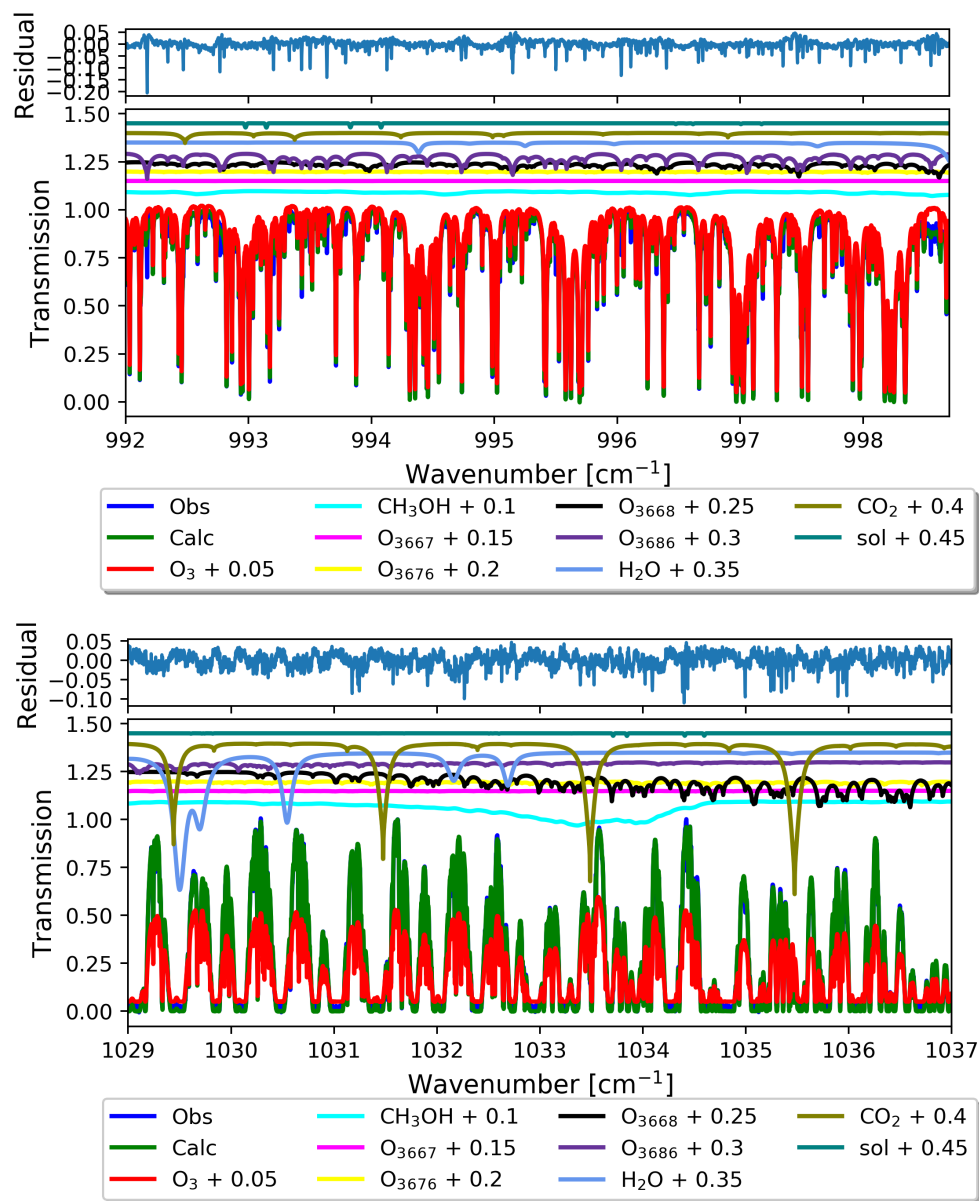 Residual
0.05
0.00
−0.05
−0.10
−0.15
−0.20
Transmission
1.50
1.25
1.00
0.75
0.50
0.25
0.00
992 993 994 995 996 997 998
Wavenumber [cm⁻¹]
Obs CH₃OH + 0.1 O₃₆₆₈ + 0.25 CO₂ + 0.4
Calc O₃₆₆₇ + 0.15 O₃₆₈₆ + 0.3 sol + 0.45
O₃ + 0.05 O₃₆₇₆ + 0.2 H₂O + 0.35
Residual
0.05
0.00
−0.05
−0.10
Transmission
1.50
1.25
1.00
0.75
0.50
0.25
0.00
1029 1030 1031 1032 1033 1034 1035 1036 1037
Wavenumber [cm⁻¹]
Obs CH₃OH + 0.1 O₃₆₆₈ + 0.25 CO₂ + 0.4
Calc O₃₆₆₇ + 0.15 O₃₆₈₆ + 0.3 sol + 0.45
O₃ + 0.05 O₃₆₇₆ + 0.2 H₂O + 0.35